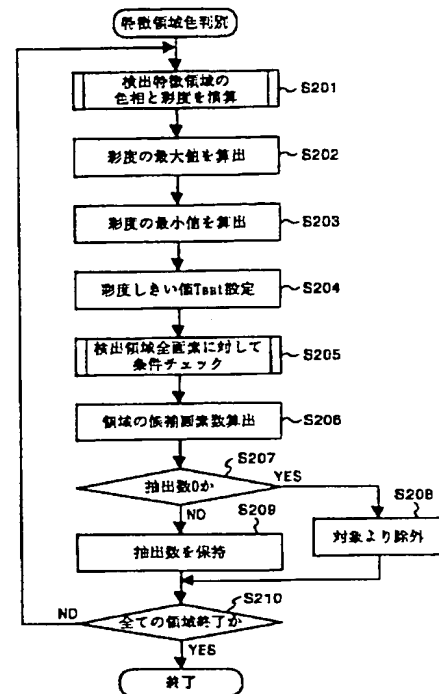 特徴領域色判別
検出特徴領域の
色相と彩度を演算
S201
彩度の最大値を算出
S202
彩度の最小値を算出
S203
彩度しきい値Tsat設定
S204
検出領域全画素に対して
条件チェック
S205
領域の候補画素数算出
S206
S207
抽出数0か
YES
NO
S208
対象より除外
S209
抽出数を保持
S210
全ての領域終了か
NO
YES
終了